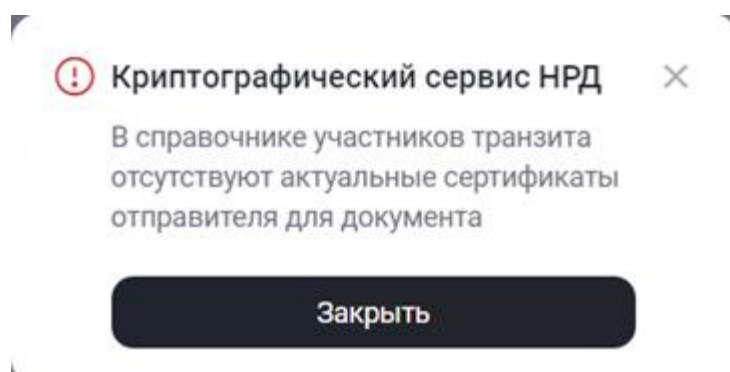 Криптографический сервис НРД
В справочнике участников транзита
отсутствуют актуальные сертификаты
отправителя для документа
Закрыть